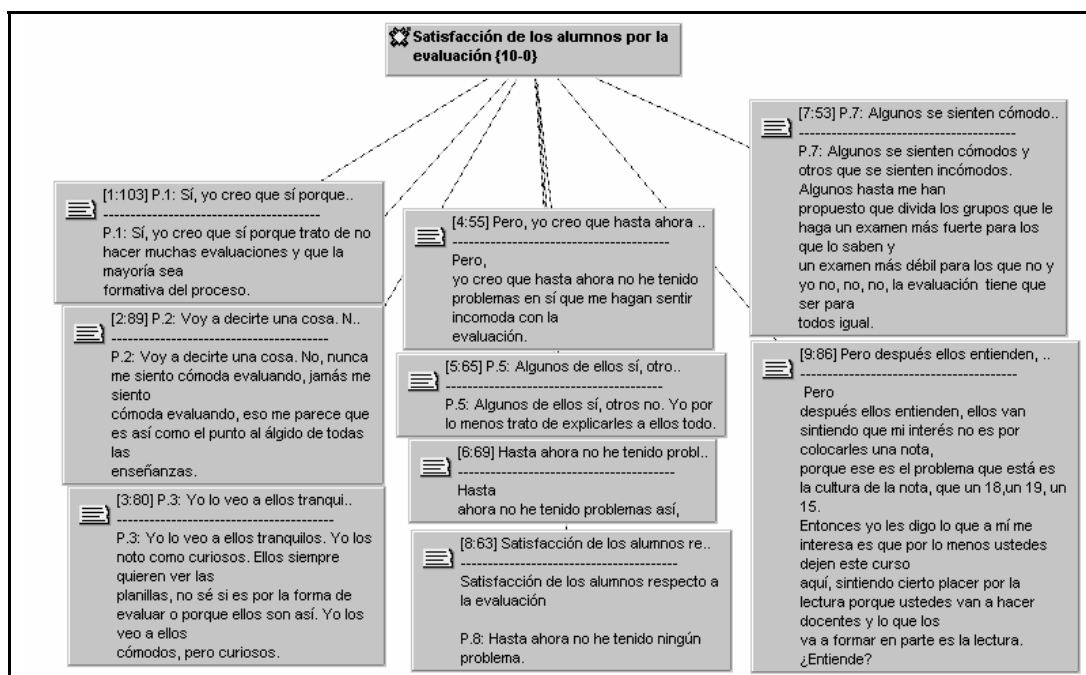 Satisfacción de los alumnos por la
evaluación {10-0}
[1:103] P.1: Sí, yo creo que sí porque..
----------------------------------------
P.1: Sí, yo creo que sí porque trato de no
hacer muchas evaluaciones y que la
mayoría sea
formativa del proceso.
[2:89] P.2: Voy a decirte una cosa. N..
----------------------------------------
P.2: Voy a decirte una cosa. No, nunca
me siento cómoda evaluando, jamás me
siento
cómoda evaluando, eso me parece que
es así como el punto al álgido de todas
las
enseñanzas.
[3:80] P.3: Yo lo veo a ellos tranqui..
----------------------------------------
P.3: Yo lo veo a ellos tranquilos. Yo los
noto como curiosos. Ellos siempre
quieren ver las
planillas, no sé si es por la forma de
evaluar o porque ellos son así. Yo los
veo a ellos
cómodos, pero curiosos.
[4:55] Pero, yo creo que hasta ahora ..
----------------------------------------
Pero,
yo creo que hasta ahora no he tenido
problemas en sí que me hagan sentir
incomoda con la
evaluación.
[5:65] P.5: Algunos de ellos sí, otro..
----------------------------------------
P.5: Algunos de ellos sí, otros no. Yo por
lo menos trato de explicarles a ellos todo.
[6:69] Hasta ahora no he tenido probl..
----------------------------------------
Hasta
ahora no he tenido problemas así,
[8:63] Satisfacción de los alumnos re..
----------------------------------------
Satisfacción de los alumnos respecto a
la evaluación
P.8: Hasta ahora no he tenido ningún
problema.
[7:53] P.7: Algunos se sienten cómodo..
----------------------------------------
P.7: Algunos se sienten cómodos y
otros que se sienten incómodos.
Algunos hasta me han
propuesto que divida los grupos que le
haga un examen más fuerte para los
que lo saben y
un examen más débil para los que no y
yo no, no, no, la evaluación tiene que
ser para
todos igual.
[9:86] Pero después ellos entienden, ..
----------------------------------------
Pero
después ellos entienden, ellos van
sintiendo que mi interés no es por
colocarles una nota,
porque ese es el problema que está es
la cultura de la nota, que un 18,un 19, un
15.
Entonces yo les digo lo que a mí me
interesa es que por lo menos ustedes
dejen este curso
aquí, sintiendo cierto placer por la
lectura porque ustedes van a hacer
docentes y lo que los
va a formar en parte es la lectura.
¿Entiende?